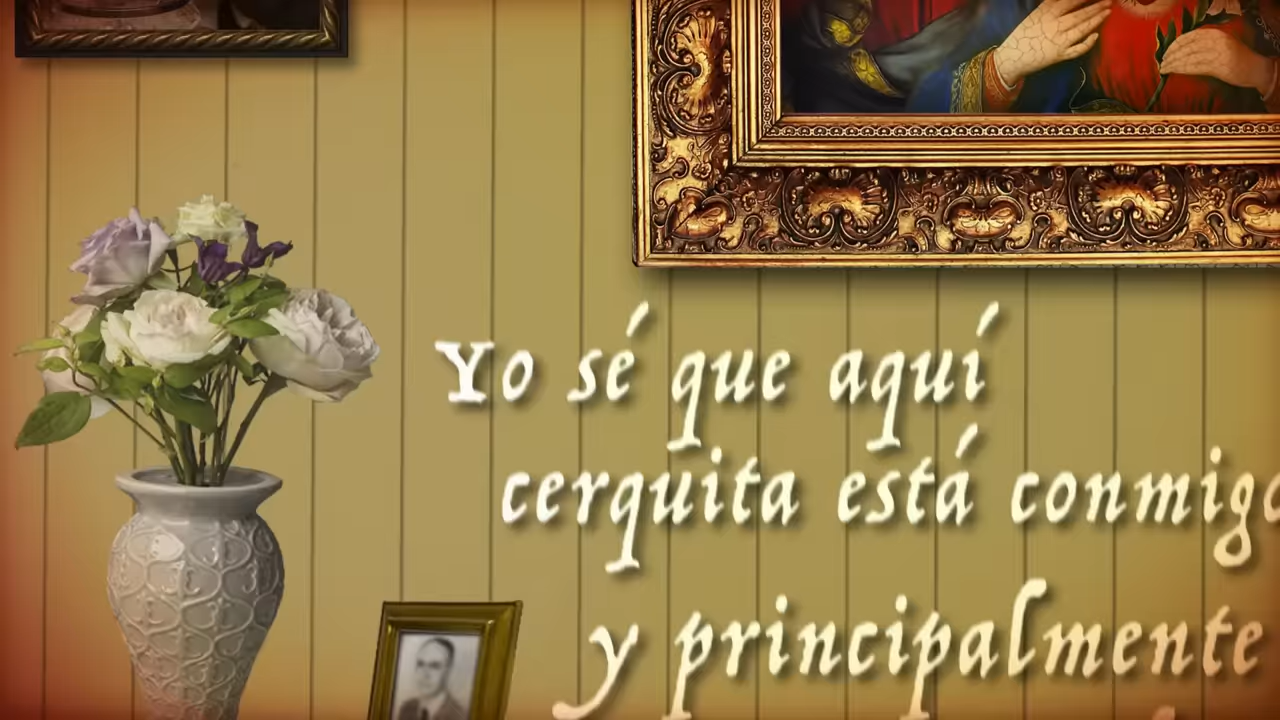 Yo sé que aquí
cerquita está conmigo
y principalmente